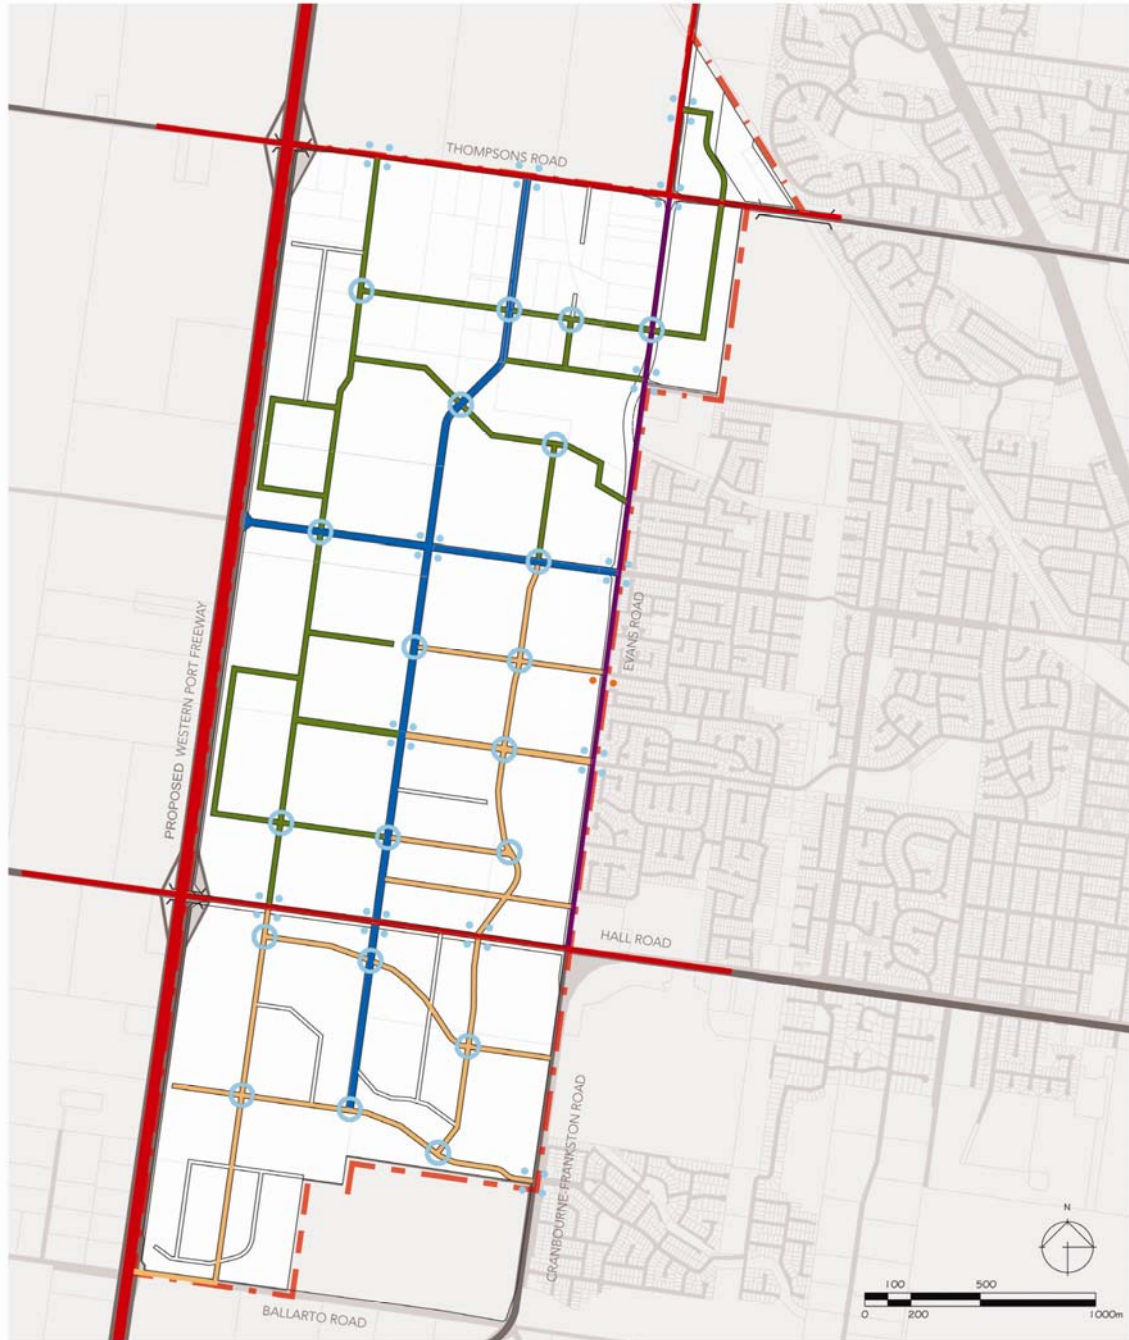 THOMPSONS ROAD
PROPOSED WESTERN PORT FREEWAY
EVANS ROAD
HALL ROAD
CRANBOURNE-FRANKSTON ROAD
BALLARTO ROAD
N
100 500
0 200 1000m